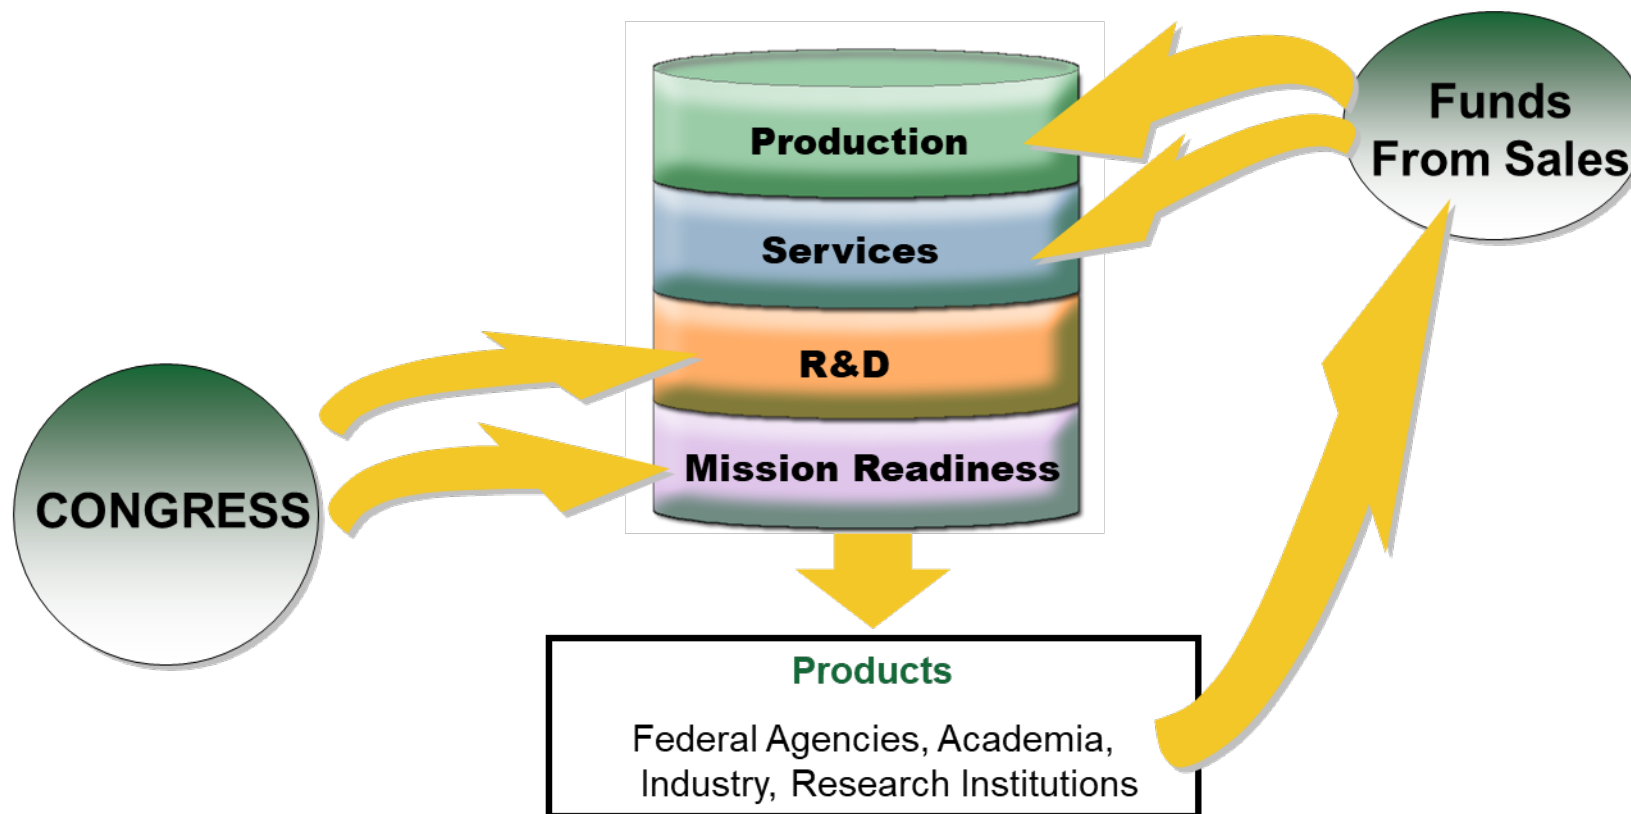 Production
Services
R&D
Mission Readiness
Funds
From Sales
CONGRESS
Products
Federal Agencies, Academia,
Industry, Research Institutions